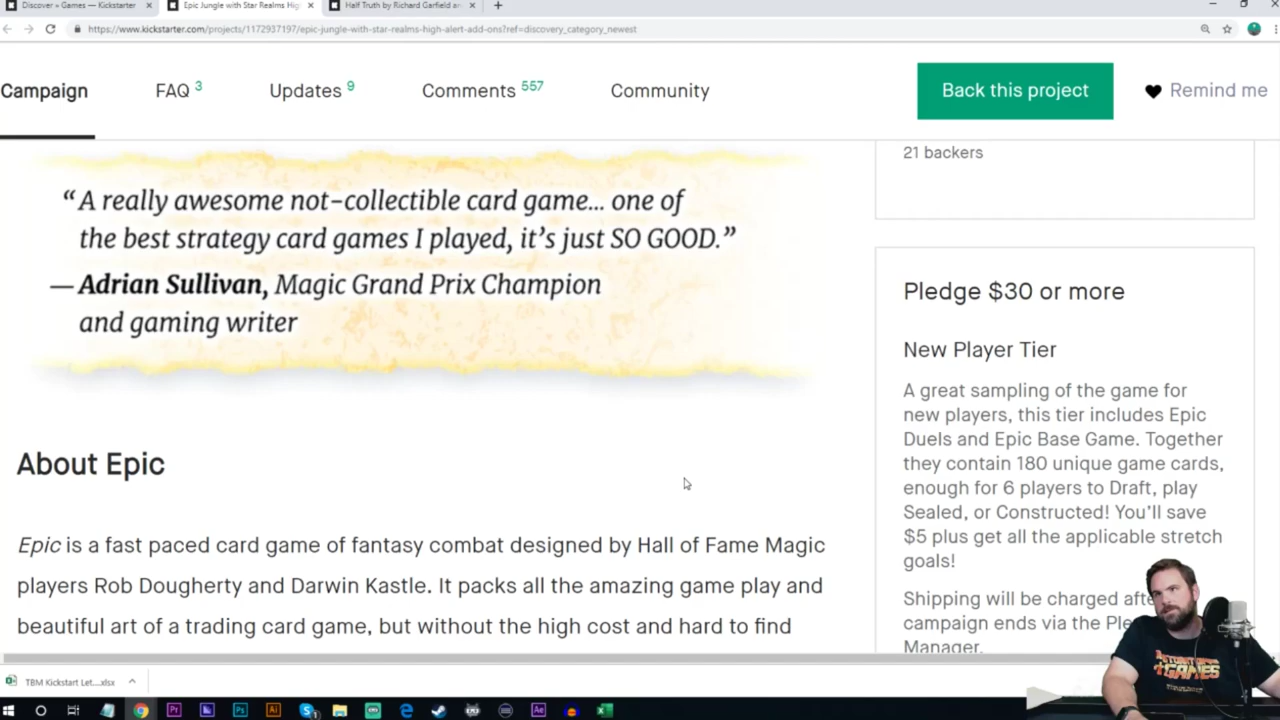 Discover » Games — Kickstarter
Epic Jungle with Star Realms Hig
Half Truth by Richard Garfield an
https://www.kickstarter.com/projects/1172937197/epic-jungle-with-star-realms-high-alert-add-ons?ref=discovery_category_newest
Campaign
FAQ 3
Updates 9
Comments 557
Community
Back this project
Remind me
“A really awesome not-collectible card game... one of
the best strategy card games I played, it’s just SO GOOD.”
—Adrian Sullivan, Magic Grand Prix Champion
and gaming writer
About Epic
Epic is a fast paced card game of fantasy combat designed by Hall of Fame Magic
players Rob Dougherty and Darwin Kastle. It packs all the amazing game play and
beautiful art of a trading card game, but without the high cost and hard to find
21 backers
Pledge $30 or more
New Player Tier
A great sampling of the game for
new players, this tier includes Epic
Duels and Epic Base Game. Together
they contain 180 unique game cards,
enough for 6 players to Draft, play
Sealed, or Constructed! You’ll save
$5 plus get all the applicable stretch
goals!
Shipping will be charged afte
campaign ends via the Ple
Manager.
GAMES
TBM Kickstart Let....xlsx